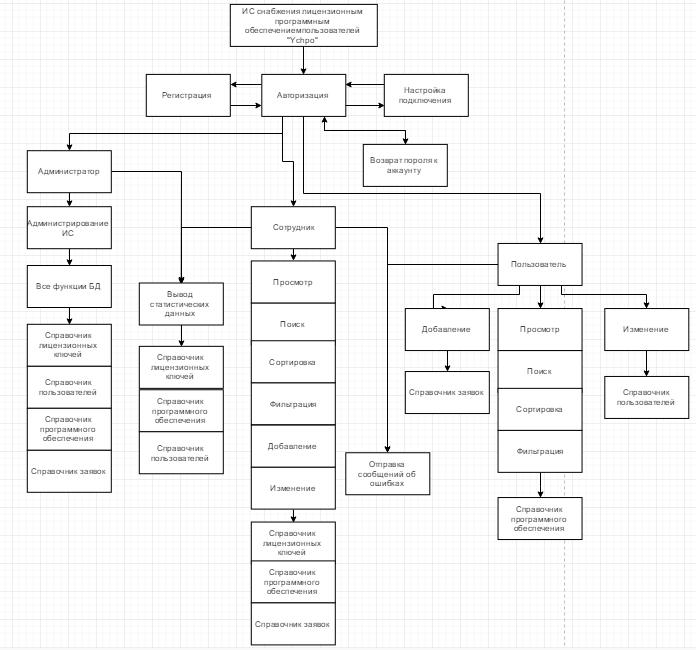 ИС снабжения лицензионным
программным
обеспечениемпользователей
"Ychpo"
Регистрация
Авторизация
Настройка
подключения
Возврат пороля к
аккаунту
Администратор
Администрирование
ИС
Все функции БД
Справочник
лицензионных
ключей
Справочник
пользователей
Справочник
программного
обеспечения
Справочник заявок
Вывод
статистических
данных
Справочник
лицензионных
ключей
Справочник
программного
обеспечения
Справочник
пользователей
Сотрудник
Просмотр
Поиск
Сортировка
Фильтрация
Добавление
Изменение
Справочник
лицензионных
ключей
Справочник
программного
обеспечения
Справочник заявок
Отправка
сообщений об
ошибках
Пользователь
Добавление
Справочник заявок
Просмотр
Поиск
Сортировка
Фильтрация
Справочник
программного
обеспечения
Изменение
Справочник
пользователей